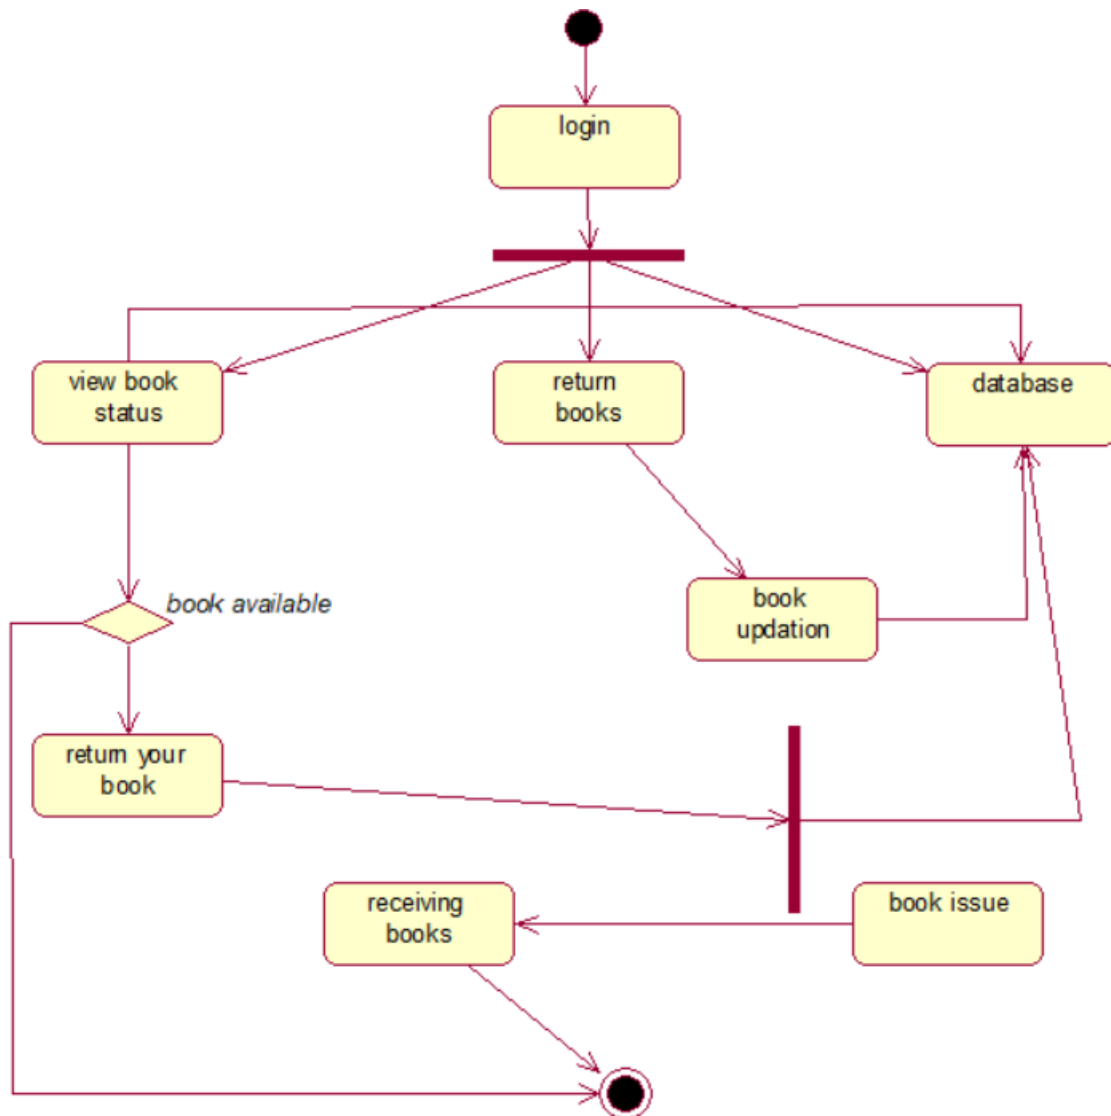 login
view book
status
return
books
database
book available
book
updation
return your
book
receiving
books
book issue